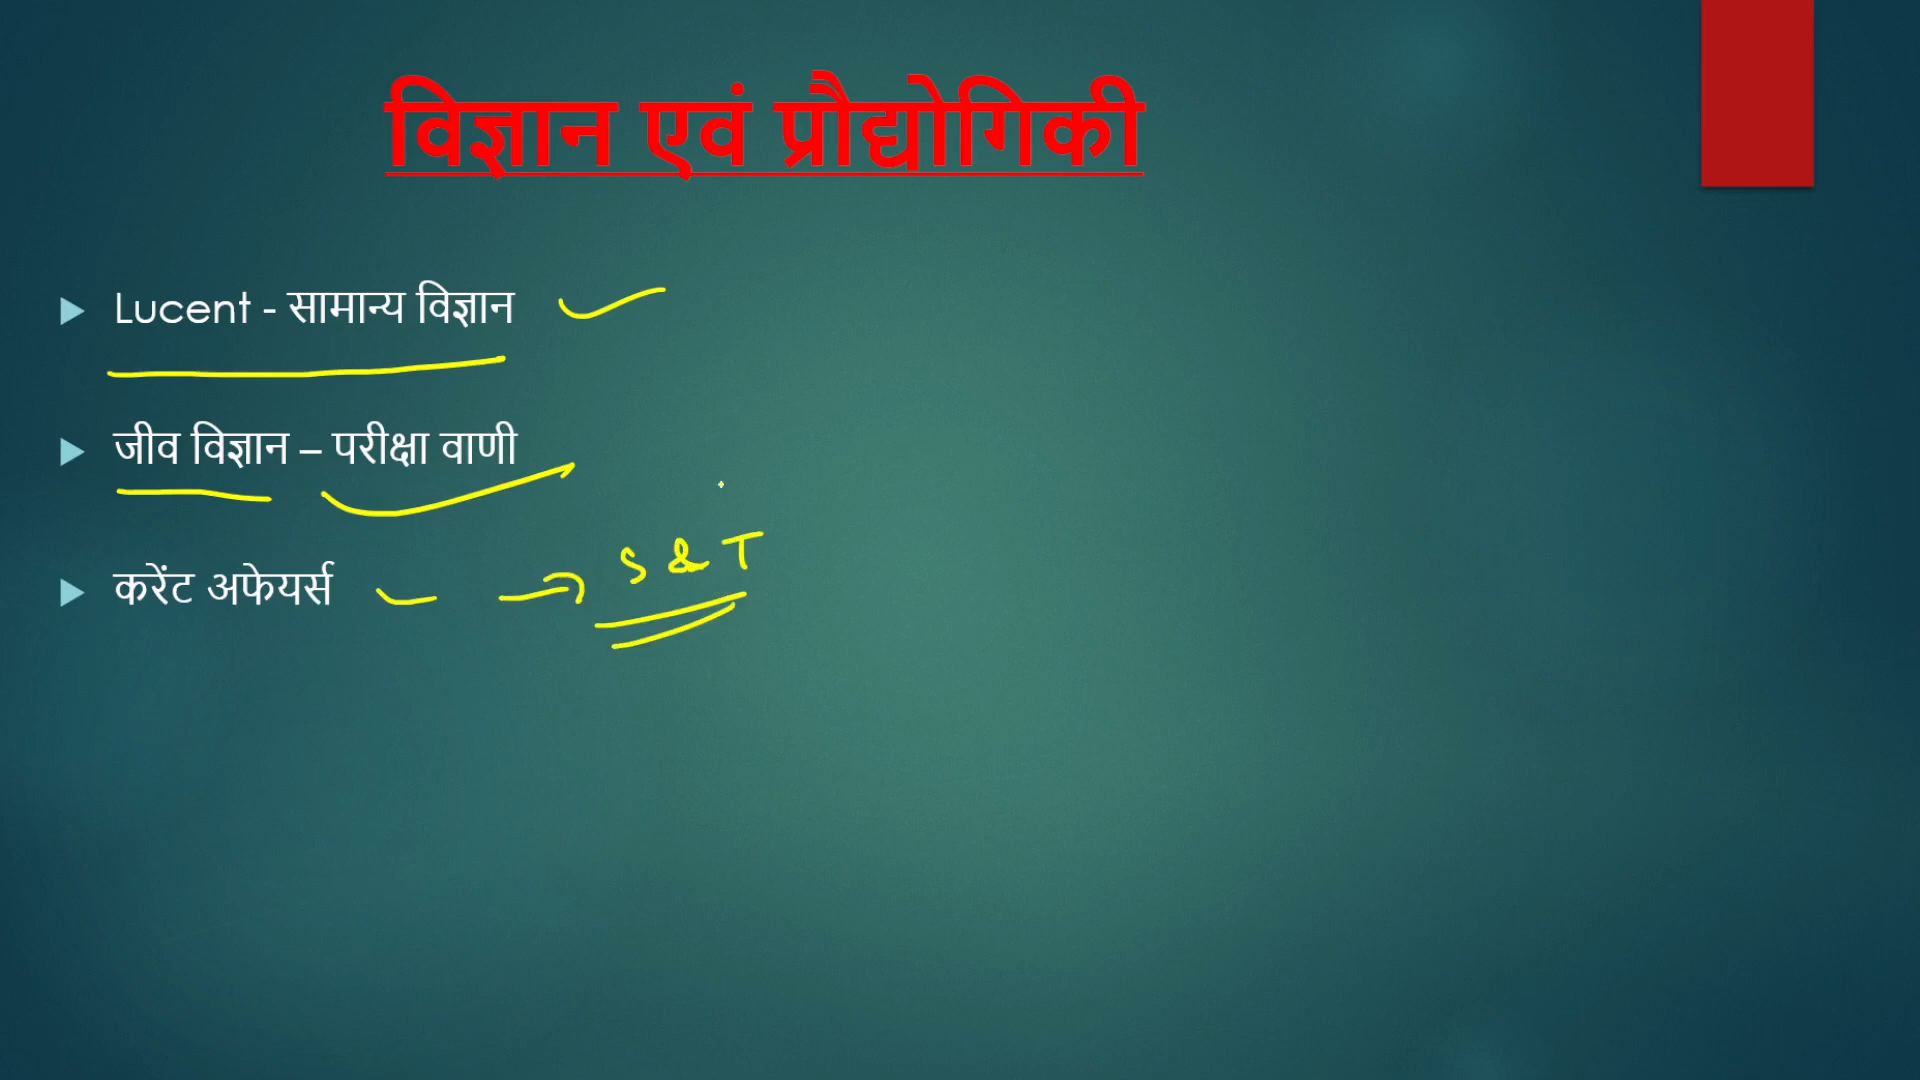 विज्ञान एवं प्रौद्योगिकी
Lucent - सामान्य विज्ञान
जीव विज्ञान – परीक्षा वाणी
करेंट अफेयर्स
S & T